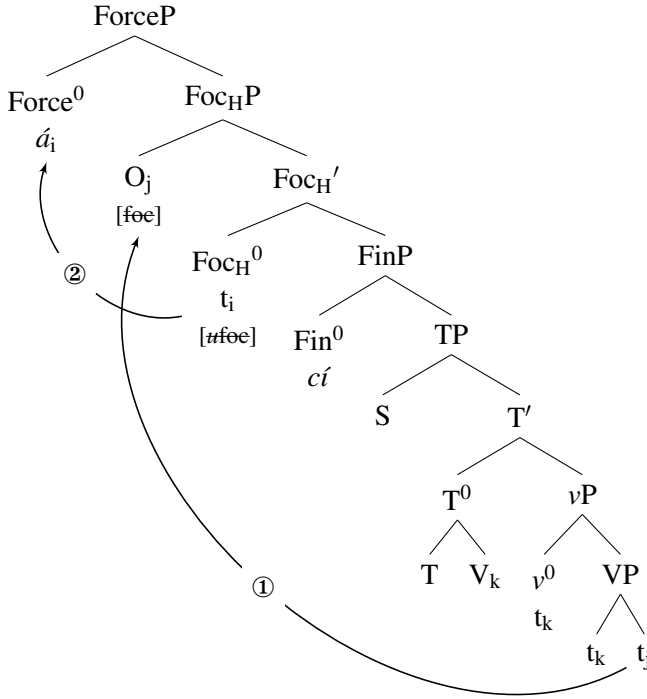 ForceP
Force⁰ Foc_HP
á_i
O_j Foc_H′
[foc]
Foc_H⁰ FinP
②
t_i
[ufoc] Fin⁰ TP
cí
S T′
T⁰ vP
T V_k v⁰ VP
①
t_k
t_k t_j